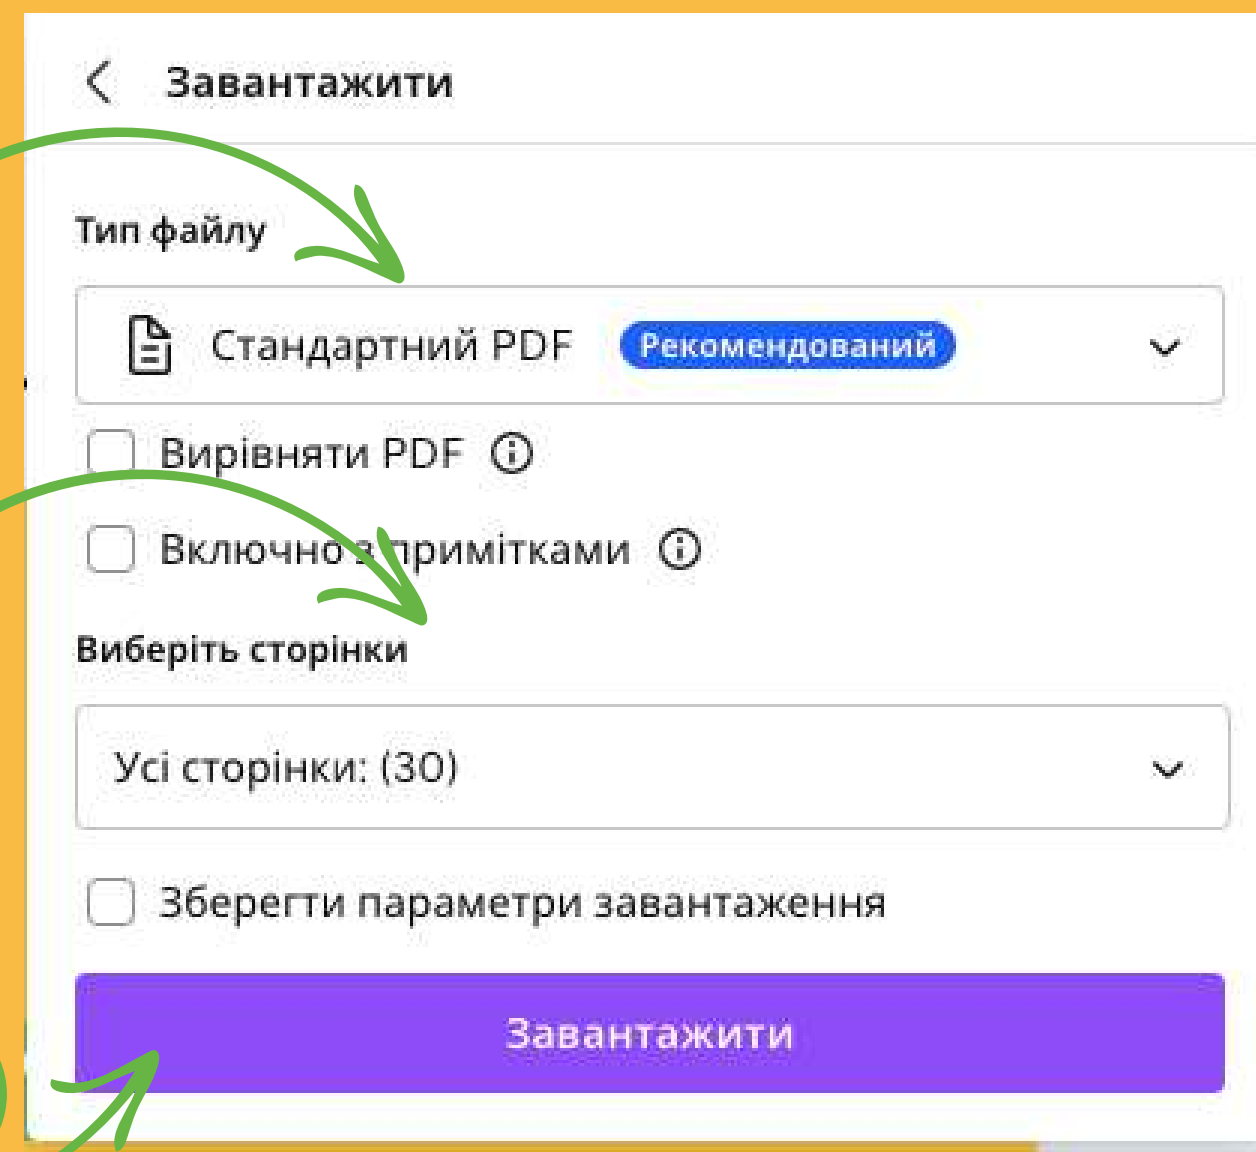 Завантажити
Тип файлу
Стандартний PDF Рекомендований
Вирівняти PDF
Включно з примітками
Виберіть сторінки
Усі сторінки: (30)
Зберегти параметри завантаження
Завантажити